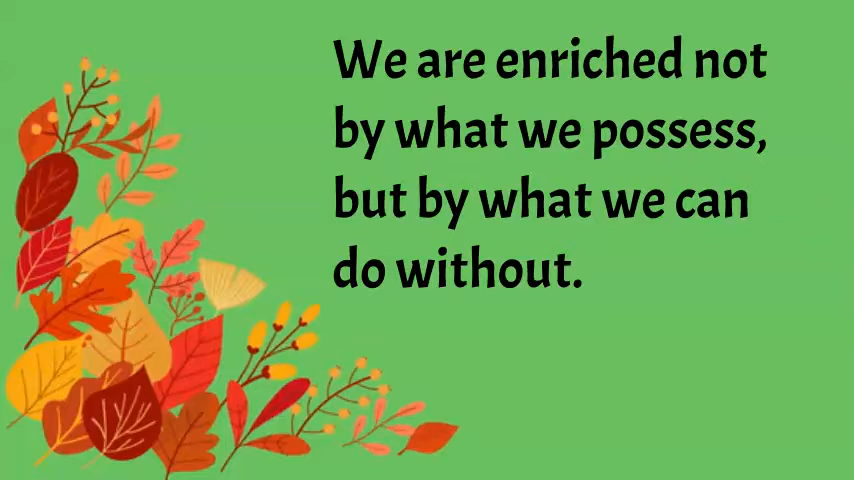 We are enriched not
by what we possess,
but by what we can
do without.